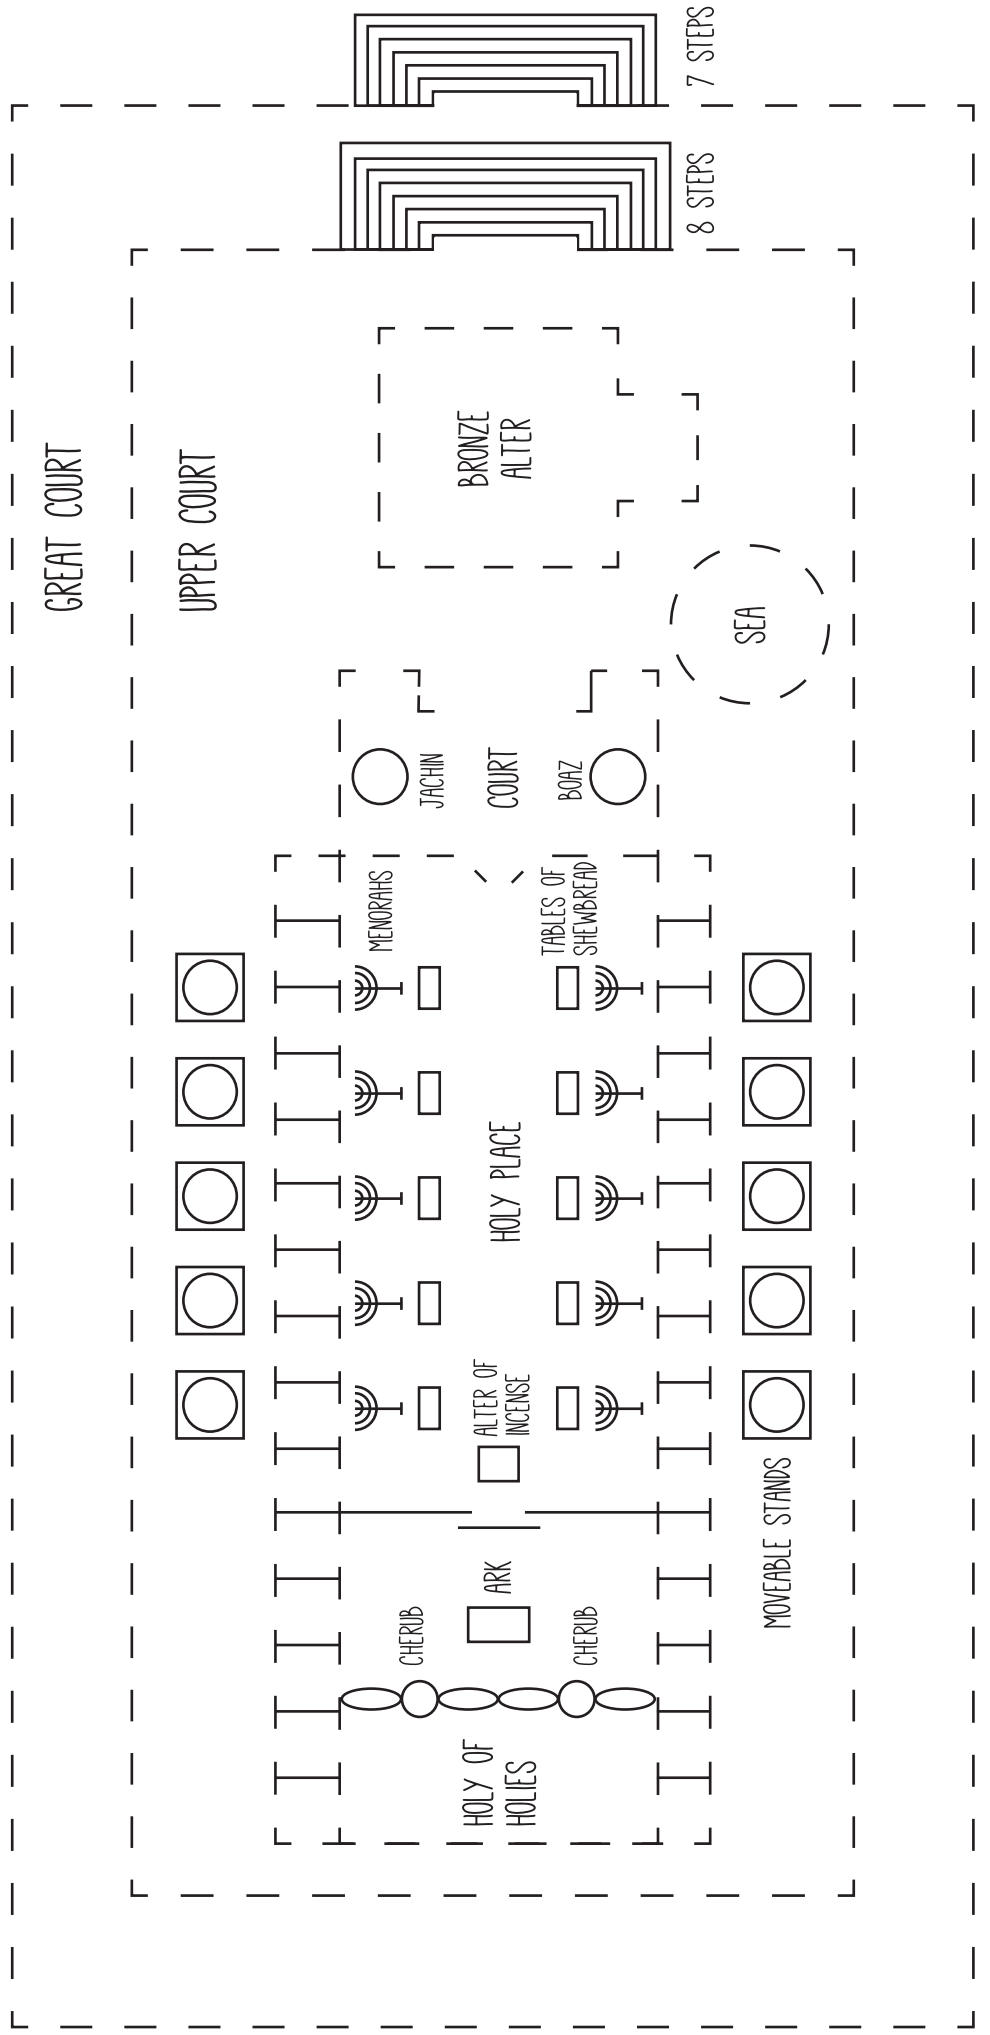 7 STEPS
8 STEPS
GREAT COURT
UPPER COURT
BRONZE
ALTER
SEA
JACHIN
COURT
BOAZ
MENORAHS
TABLES OF
SHEWBREAD
HOLY PLACE
ALTER OF
INCENSE
MOVEABLE STANDS
ARK
CHERUB
CHERUB
HOLY OF
HOLIES